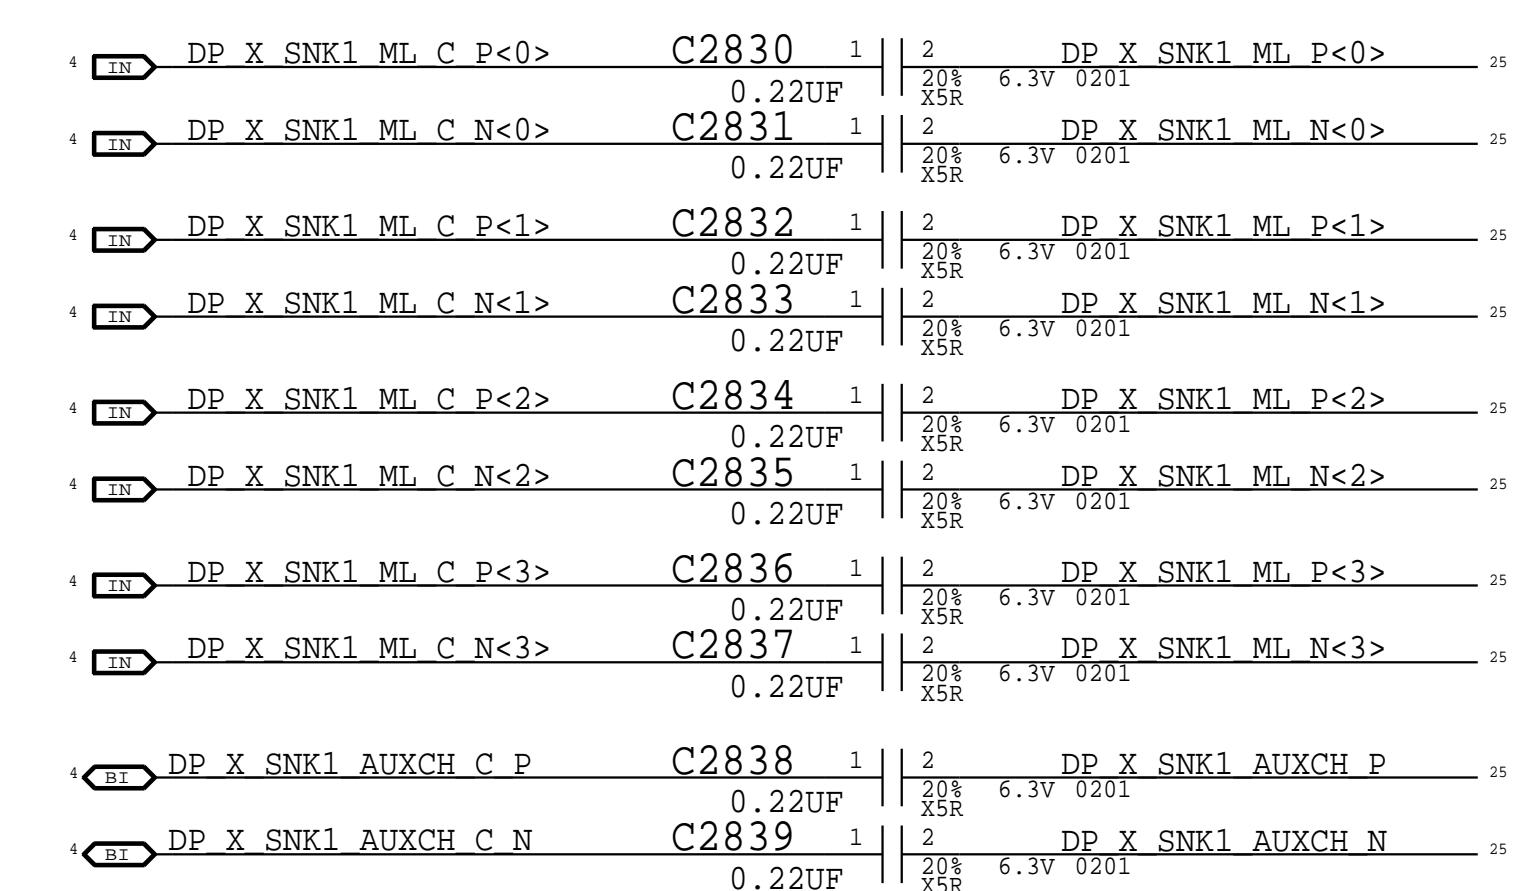 4 IN DP_X_SNK1_ML_C_P<0> C2830 1 2 DP_X_SNK1_ML_P<0> 25
0.22UF 20% 6.3V 0201
X5R
4 IN DP_X_SNK1_ML_C_N<0> C2831 1 2 DP_X_SNK1_ML_N<0> 25
0.22UF 20% 6.3V 0201
X5R
4 IN DP_X_SNK1_ML_C_P<1> C2832 1 2 DP_X_SNK1_ML_P<1> 25
0.22UF 20% 6.3V 0201
X5R
4 IN DP_X_SNK1_ML_C_N<1> C2833 1 2 DP_X_SNK1_ML_N<1> 25
0.22UF 20% 6.3V 0201
X5R
4 IN DP_X_SNK1_ML_C_P<2> C2834 1 2 DP_X_SNK1_ML_P<2> 25
0.22UF 20% 6.3V 0201
X5R
4 IN DP_X_SNK1_ML_C_N<2> C2835 1 2 DP_X_SNK1_ML_N<2> 25
0.22UF 20% 6.3V 0201
X5R
4 IN DP_X_SNK1_ML_C_P<3> C2836 1 2 DP_X_SNK1_ML_P<3> 25
0.22UF 20% 6.3V 0201
X5R
4 IN DP_X_SNK1_ML_C_N<3> C2837 1 2 DP_X_SNK1_ML_N<3> 25
0.22UF 20% 6.3V 0201
X5R
4 BI DP_X_SNK1_AUXCH_C_P C2838 1 2 DP_X_SNK1_AUXCH_P 25
0.22UF 20% 6.3V 0201
X5R
4 BI DP_X_SNK1_AUXCH_C_N C2839 1 2 DP_X_SNK1_AUXCH_N 25
0.22UF 20% 6.3V 0201
X5R